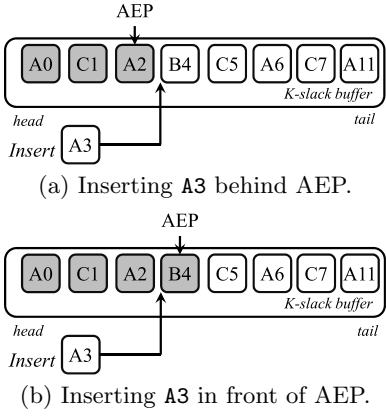 AEP
A0 C1 A2 B4 C5 A6 C7 A11
K-slack buffer
head tail
Insert A3
(a) Inserting A3 behind AEP.
AEP
A0 C1 A2 B4 C5 A6 C7 A11
K-slack buffer
head tail
Insert A3
(b) Inserting A3 in front of AEP.